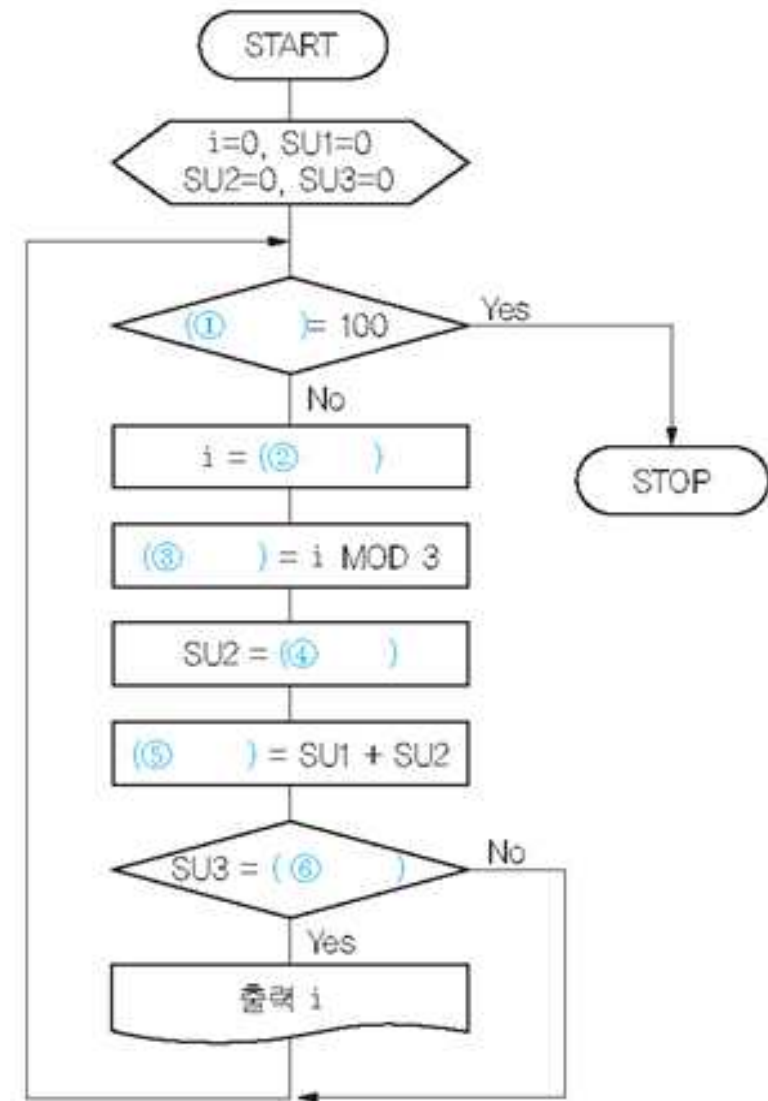 START
i=0, SU1=0
SU2=0, SU3=0
(① )= 100
Yes
No
i = (② )
STOP
(③ ) = i MOD 3
SU2 = (④ )
(⑤ ) = SU1 + SU2
SU3 = ( ⑥ )
No
Yes
출력 i